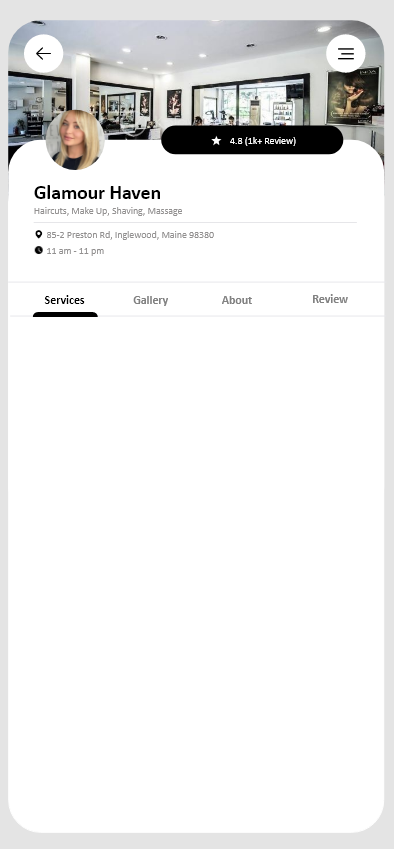 4.8 (1k+ Review)
Glamour Haven
Haircuts, Make Up, Shaving, Massage
85-2 Preston Rd, Inglewood, Maine 98380
11 am - 11 pm
Services
Gallery
About
Review